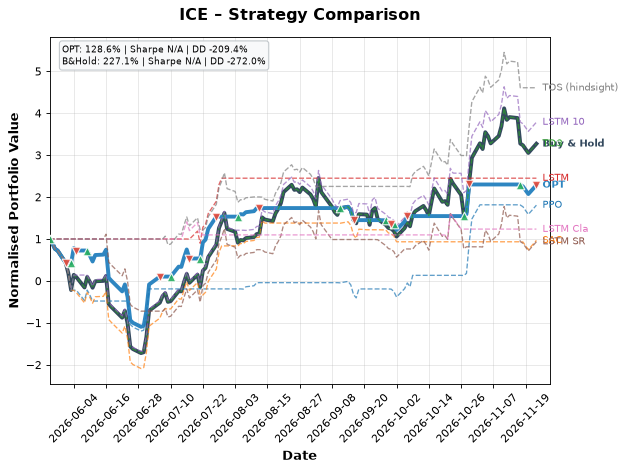 ICE – Strategy Comparison
OPT: 128.6% | Sharpe N/A | DD -209.4%
B&Hold: 227.1% | Sharpe N/A | DD -272.0%
Normalised Portfolio Value
5
4
3
2
1
0
−1
−2
TOS (hindsight)
LSTM 10
Buy & Hold
LSTM
OPT
PPO
LSTM Cla
LSTM SR
2026-06-04
2026-06-16
2026-06-28
2026-07-10
2026-07-22
2026-08-03
2026-08-15
2026-08-27
2026-09-08
2026-09-20
2026-10-02
2026-10-14
2026-10-26
2026-11-07
2026-11-19
Date